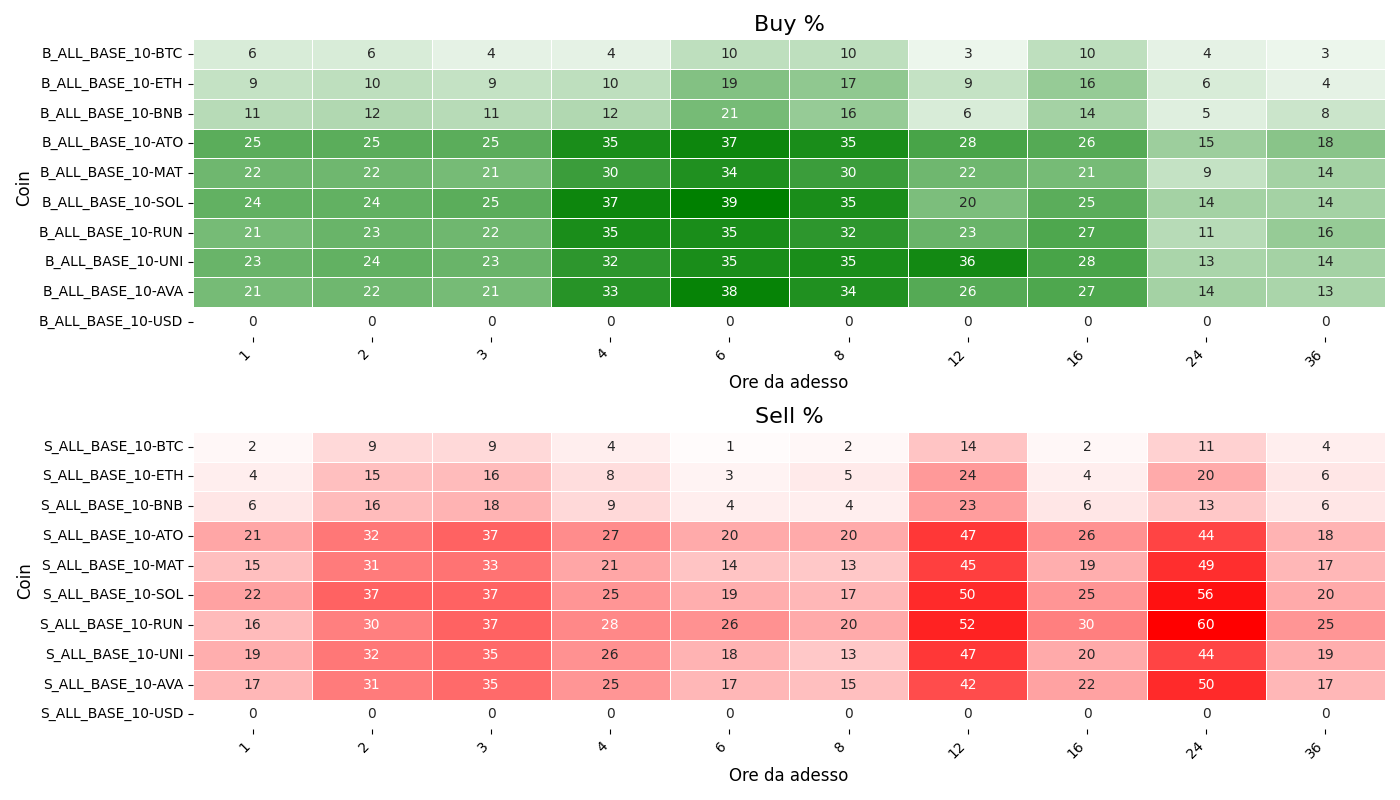 Buy %
Coin
B_ALL_BASE_10-BTC 6 6 4 4 10 10 3 10 4 3
B_ALL_BASE_10-ETH 9 10 9 10 19 17 9 16 6 4
B_ALL_BASE_10-BNB 11 12 11 12 21 16 6 14 5 8
B_ALL_BASE_10-ATO 25 25 25 35 37 35 28 26 15 18
B_ALL_BASE_10-MAT 22 22 21 30 34 30 22 21 9 14
B_ALL_BASE_10-SOL 24 24 25 37 39 35 20 25 14 14
B_ALL_BASE_10-RUN 21 23 22 35 35 32 23 27 11 16
B_ALL_BASE_10-UNI 23 24 23 32 35 35 36 28 13 14
B_ALL_BASE_10-AVA 21 22 21 33 38 34 26 27 14 13
B_ALL_BASE_10-USD 0 0 0 0 0 0 0 0 0 0
1 2 3 4 6 8 12 16 24 36
Ore da adesso
Sell %
Coin
S_ALL_BASE_10-BTC 2 9 9 4 1 2 14 2 11 4
S_ALL_BASE_10-ETH 4 15 16 8 3 5 24 4 20 6
S_ALL_BASE_10-BNB 6 16 18 9 4 4 23 6 13 6
S_ALL_BASE_10-ATO 21 32 37 27 20 20 47 26 44 18
S_ALL_BASE_10-MAT 15 31 33 21 14 13 45 19 49 17
S_ALL_BASE_10-SOL 22 37 37 25 19 17 50 25 56 20
S_ALL_BASE_10-RUN 16 30 37 28 26 20 52 30 60 25
S_ALL_BASE_10-UNI 19 32 35 26 18 13 47 20 44 19
S_ALL_BASE_10-AVA 17 31 35 25 17 15 42 22 50 17
S_ALL_BASE_10-USD 0 0 0 0 0 0 0 0 0 0
1 2 3 4 6 8 12 16 24 36
Ore da adesso